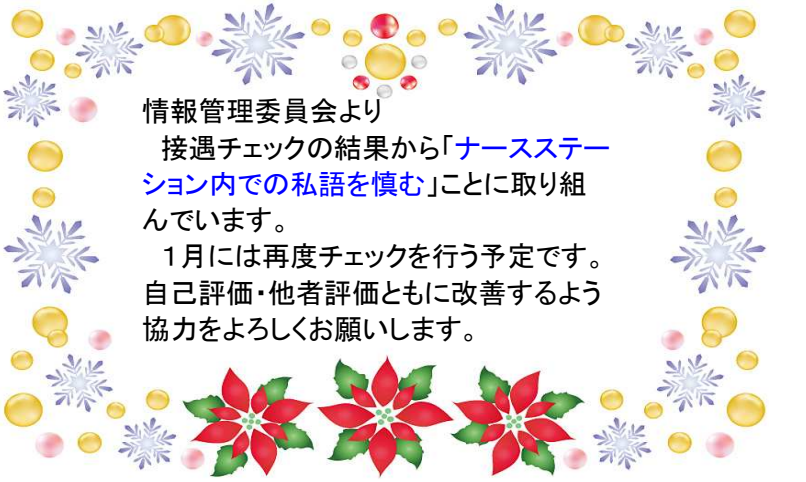 情報管理委員会より
　接遇チェックの結果から｢ナースステー
ション内での私語を慎む｣ことに取り組
んでいます。
　１月には再度チェックを行う予定です。
自己評価・他者評価ともに改善するよう
協力をよろしくお願いします。